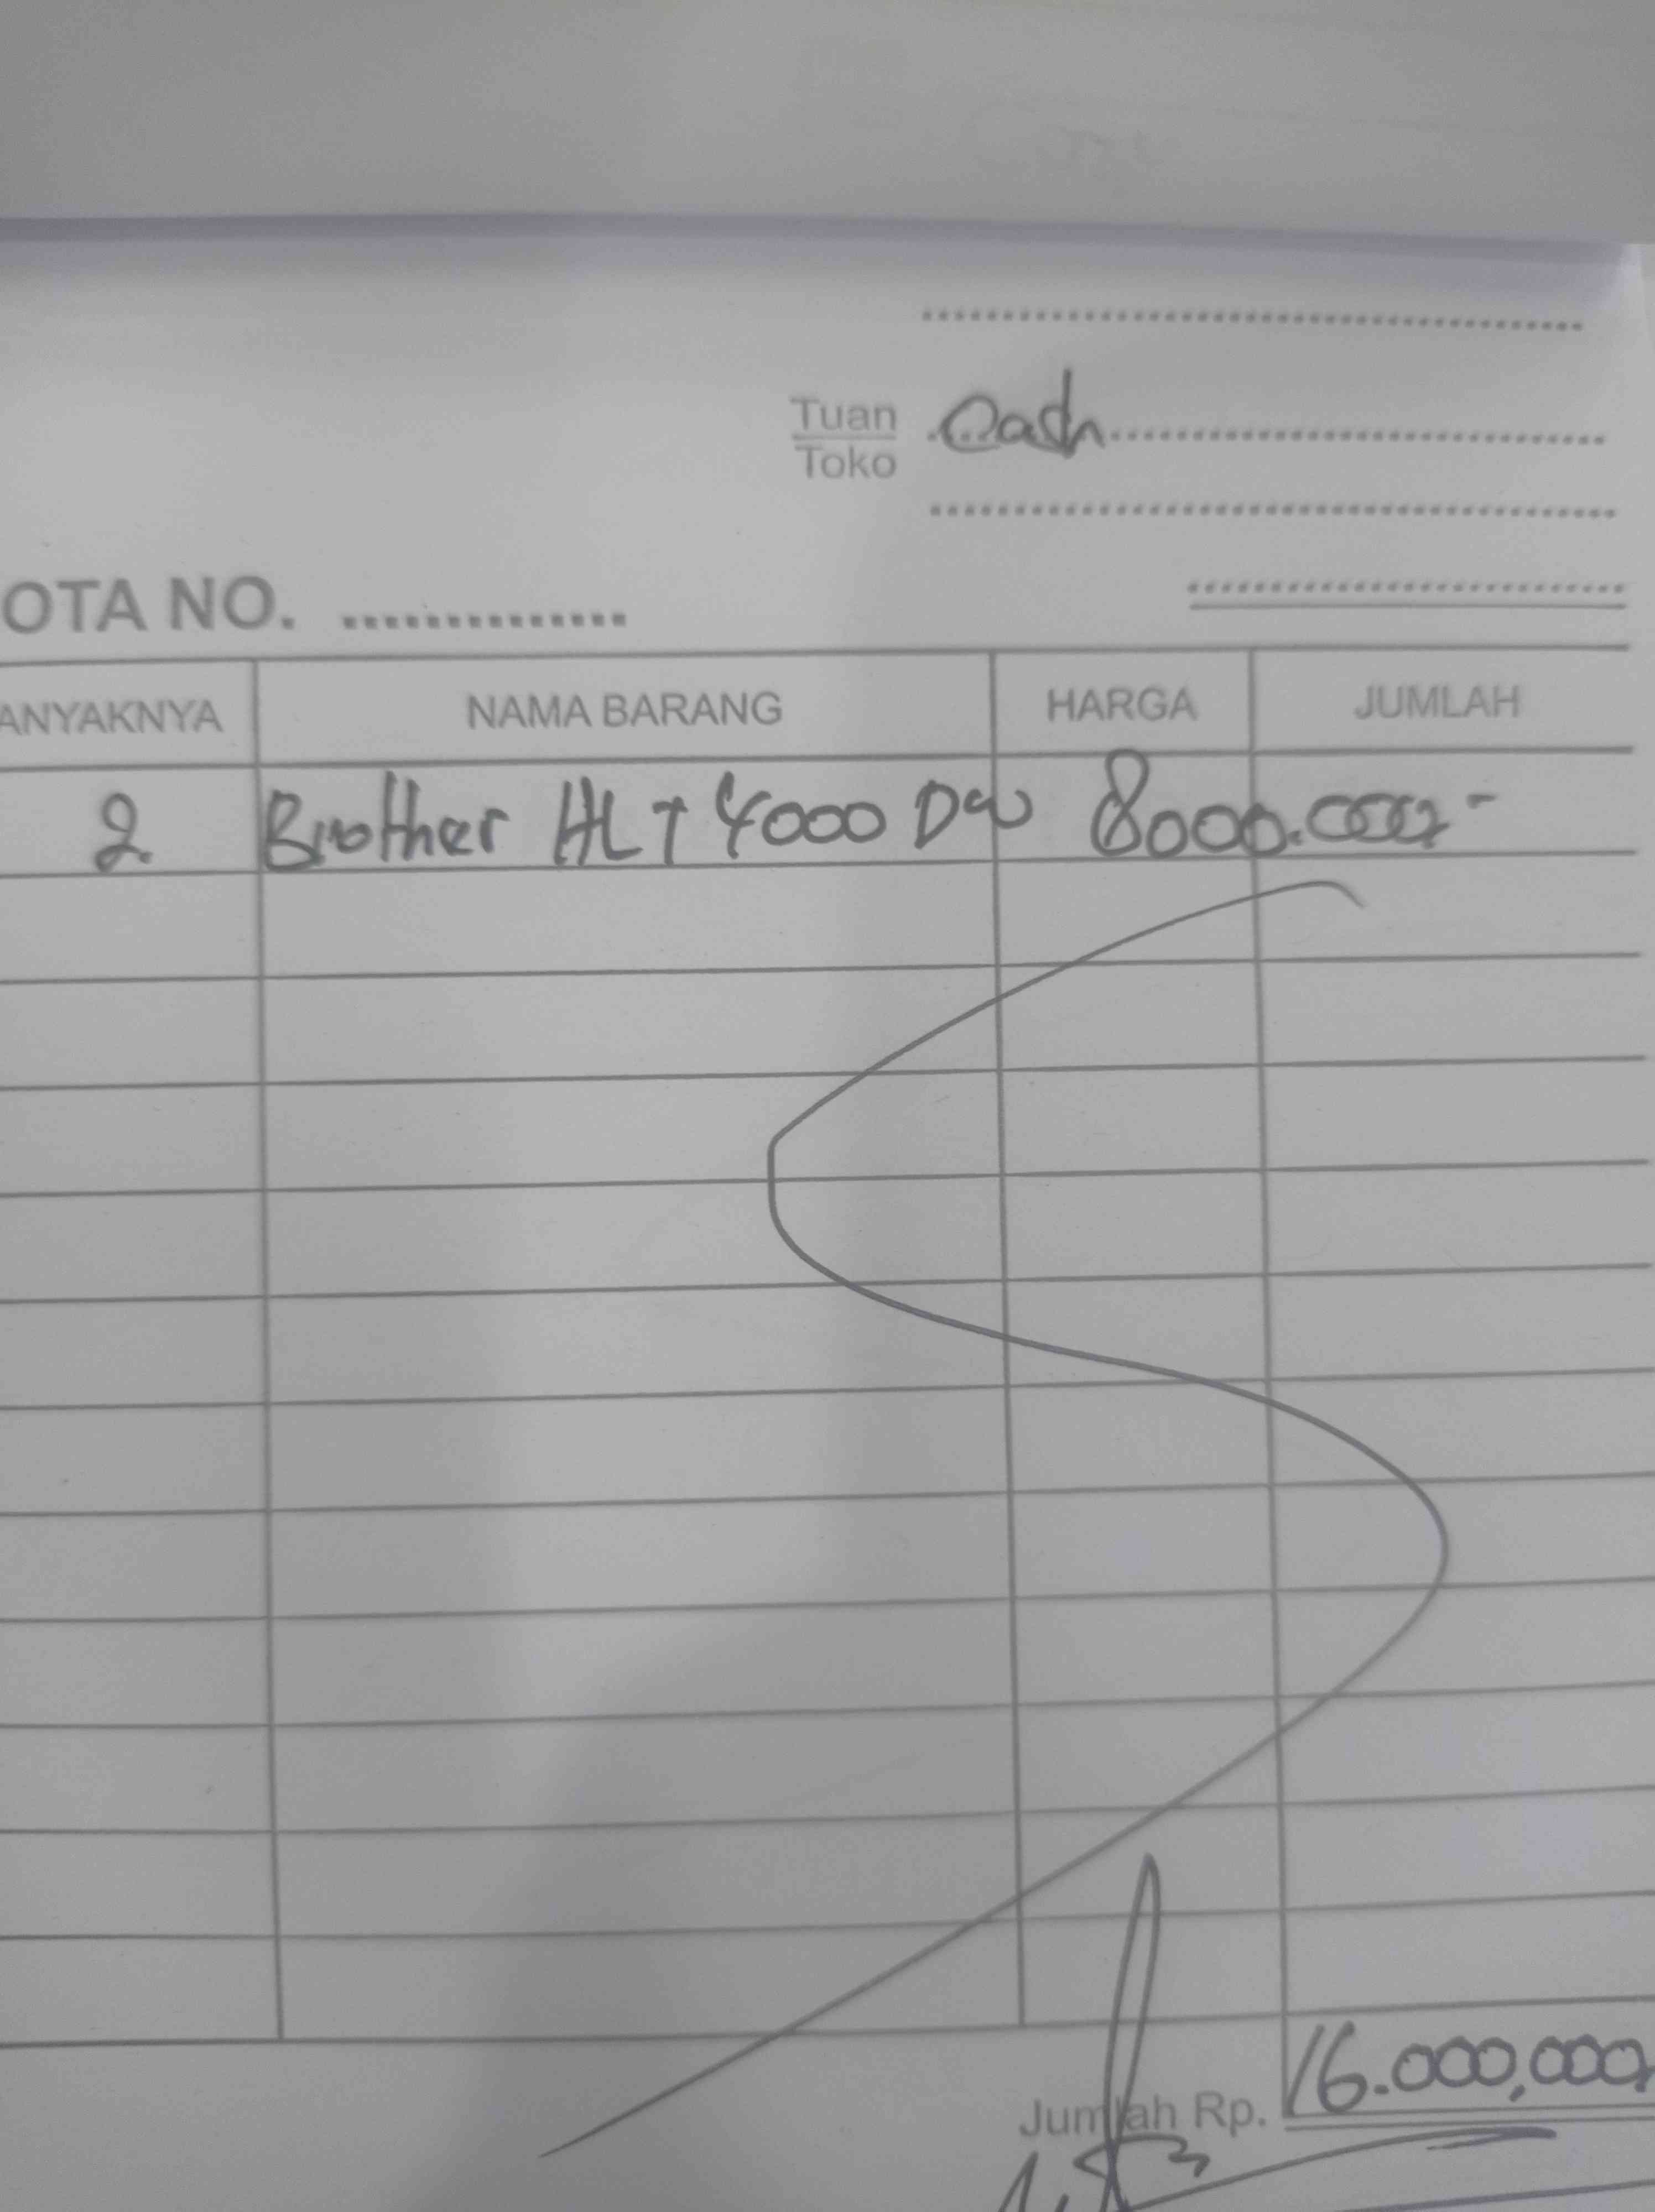 Tuan Cash
Toko
OTA NO.
ANYAKNYA NAMA BARANG HARGA JUMLAH
2 Brother HL T 4000 DW 8000.000,-
Jumlah Rp. 16.000,000,